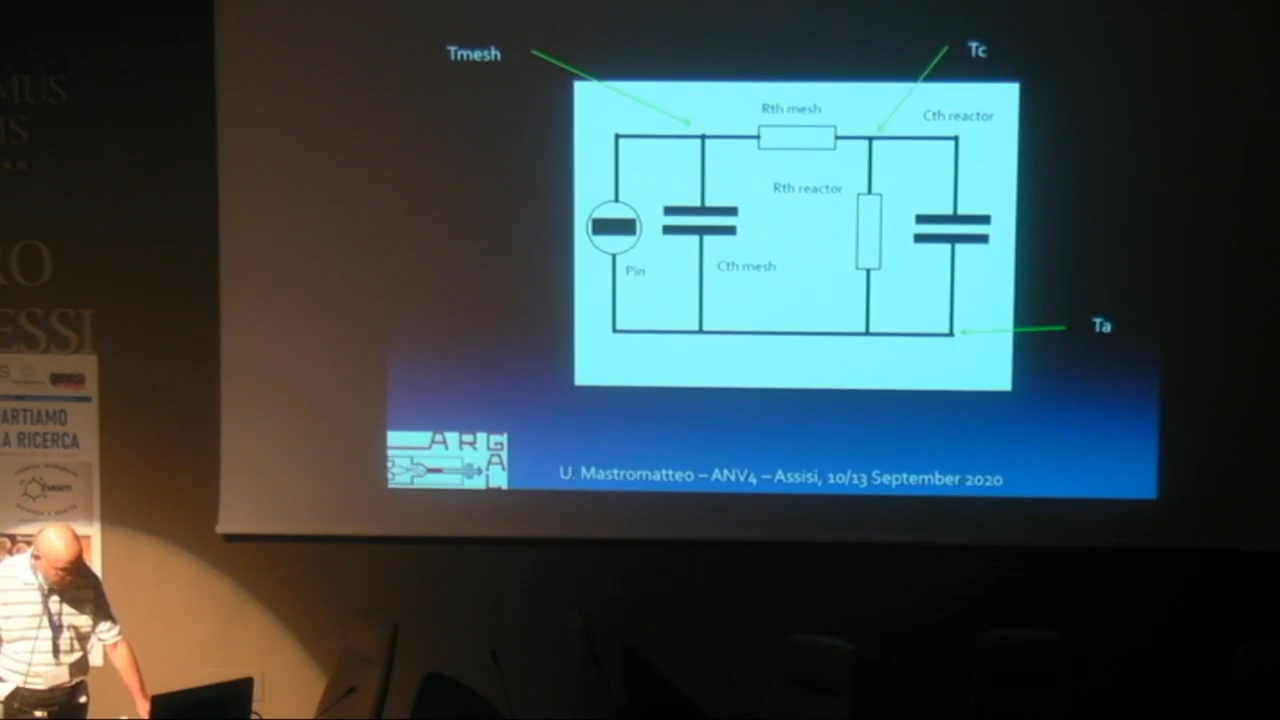 Tmesh
Tc
Rth mesh
Cth reactor
Rth reactor
Pin
Cth mesh
Ta
ARGAL
U. Mastromatteo – ANV4 – Assisi, 10/13 September 2020
MUS
IS
RO
ESSI
ARTIAMO
LA RICERCA